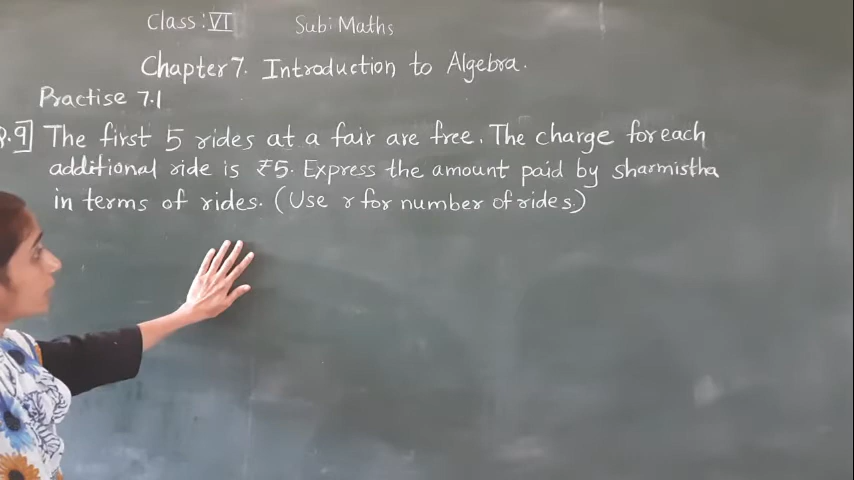 Class: VI Sub: Maths
Chapter 7. Introduction to Algebra.
Practise 7.1
Q.9] The first 5 rides at a fair are free. The charge for each
additional ride is ₹5. Express the amount paid by sharmistha
in terms of rides. (Use r for number of rides.)